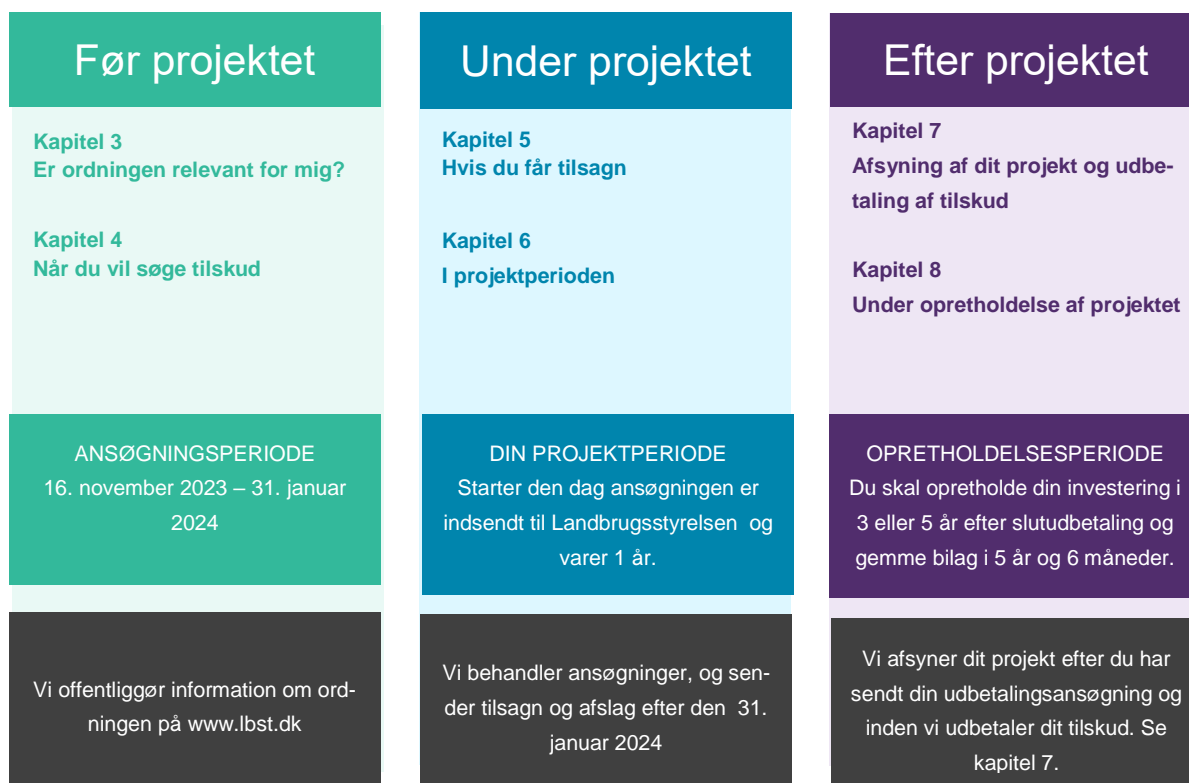 Før projektet
Kapitel 3
Er ordningen relevant for mig?
Kapitel 4
Når du vil søge tilskud
ANSØGNINGSPERIODE
16. november 2023 – 31. januar
2024
Vi offentliggør information om ord-
ningen på www.lbst.dk
Under projektet
Kapitel 5
Hvis du får tilsagn
Kapitel 6
I projektperioden
DIN PROJEKTPERIODE
Starter den dag ansøgningen er
indsendt til Landbrugsstyrelsen og
varer 1 år.
Vi behandler ansøgninger, og sen-
der tilsagn og afslag efter den 31.
januar 2024
Efter projektet
Kapitel 7
Afsyning af dit projekt og udbe-
taling af tilskud
Kapitel 8
Under opretholdelse af projektet
OPRETHOLDELSESPERIODE
Du skal opretholde din investering i
3 eller 5 år efter slutudbetaling og
gemme bilag i 5 år og 6 måneder.
Vi afsyner dit projekt efter du har
sendt din udbetalingsansøgning og
inden vi udbetaler dit tilskud. Se
kapitel 7.